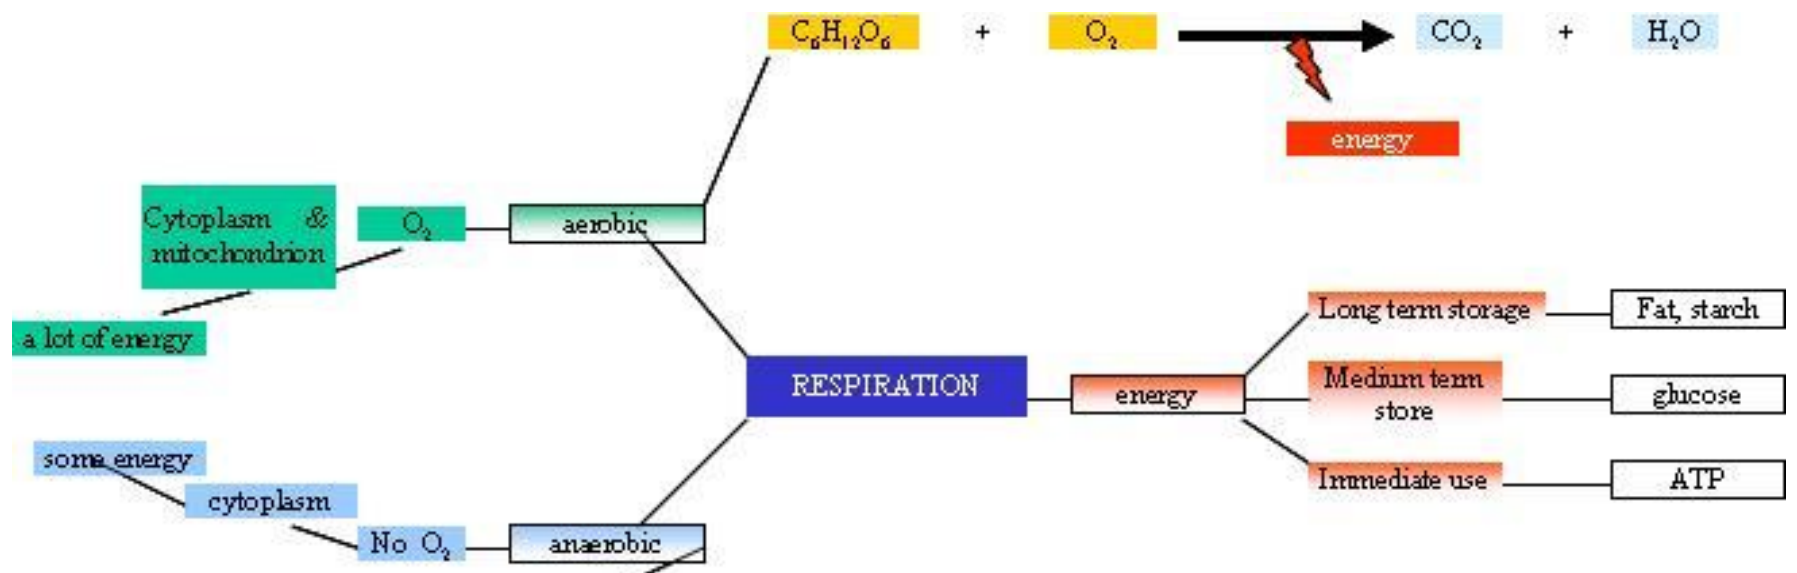 C₆H₁₂O₆ + O₂ CO₂ + H₂O
energy
Cytoplasm &
mitochondrion
O₂
aerobic
a lot of energy
Long term storage
Fat, starch
RESPIRATION
energy
Medium term
store
glucose
some energy
Immediate use
ATP
cytoplasm
No O₂
anaerobic